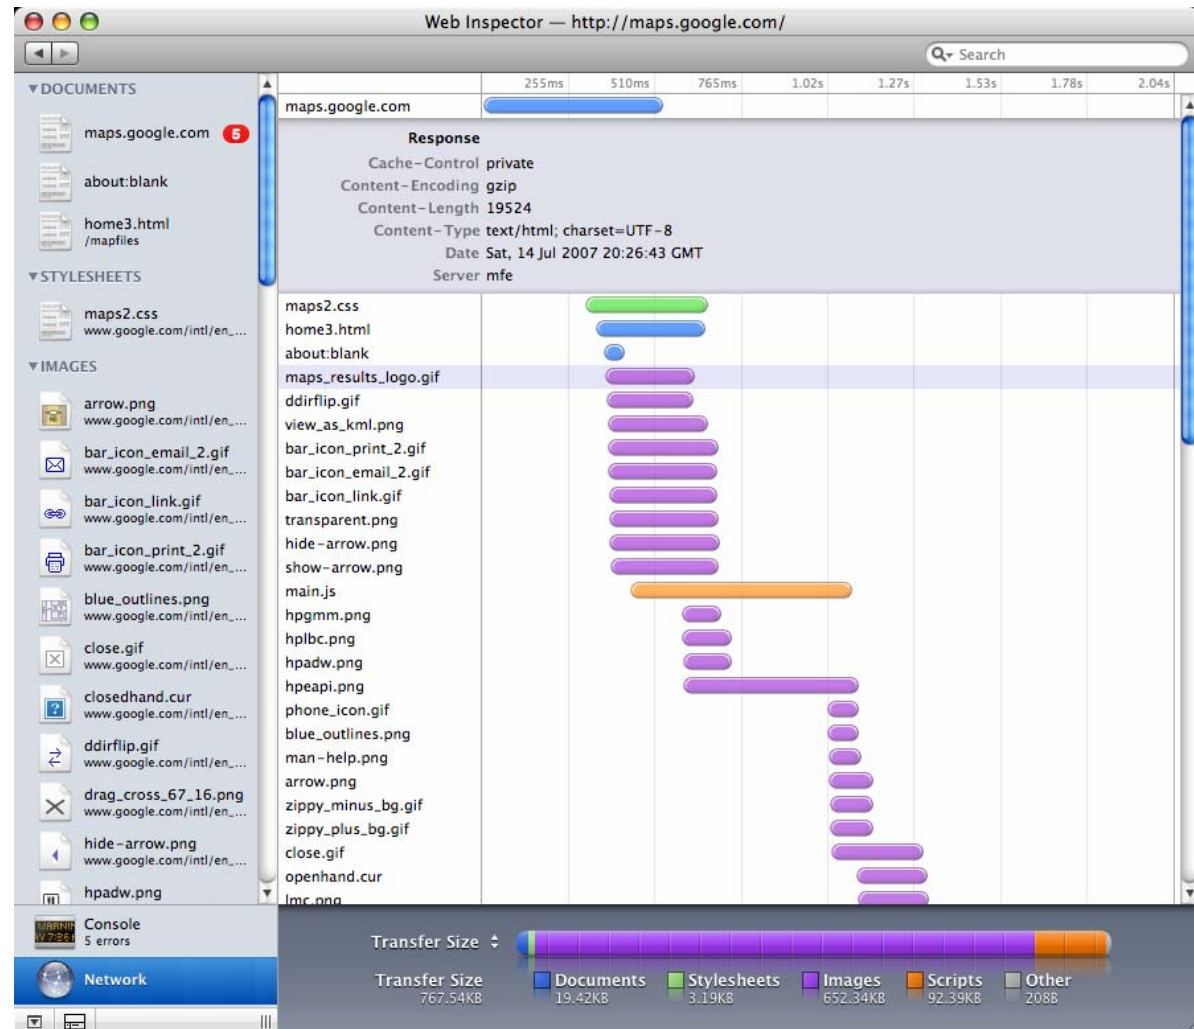 Web Inspector — http://maps.google.com/
Search
DOCUMENTS
maps.google.com 5
about:blank
home3.html
/mapfiles
STYLESHEETS
maps2.css
www.google.com/intl/en_...
IMAGES
arrow.png
www.google.com/intl/en_...
bar_icon_email_2.gif
www.google.com/intl/en_...
bar_icon_link.gif
www.google.com/intl/en_...
bar_icon_print_2.gif
www.google.com/intl/en_...
blue_outlines.png
www.google.com/intl/en_...
close.gif
www.google.com/intl/en_...
closedhand.cur
www.google.com/intl/en_...
ddirflip.gif
www.google.com/intl/en_...
drag_cross_67_16.png
www.google.com/intl/en_...
hide-arrow.png
www.google.com/intl/en_...
hpadw.png
Console
5 errors
Network
255ms 510ms 765ms 1.02s 1.27s 1.53s 1.78s 2.04s
maps.google.com
Response
Cache-Control private
Content-Encoding gzip
Content-Length 19524
Content-Type text/html; charset=UTF-8
Date Sat, 14 Jul 2007 20:26:43 GMT
Server mfe
maps2.css
home3.html
about:blank
maps_results_logo.gif
ddirflip.gif
view_as_kml.png
bar_icon_print_2.gif
bar_icon_email_2.gif
bar_icon_link.gif
transparent.png
hide-arrow.png
show-arrow.png
main.js
hpgmm.png
hplbc.png
hpadw.png
hpeapi.png
phone_icon.gif
blue_outlines.png
man-help.png
arrow.png
zippy_minus_bg.gif
zippy_plus_bg.gif
close.gif
openhand.cur
lmc.png
Transfer Size
Transfer Size Documents Stylesheets Images Scripts Other
767.54KB 19.42KB 3.19KB 652.34KB 92.39KB 208B